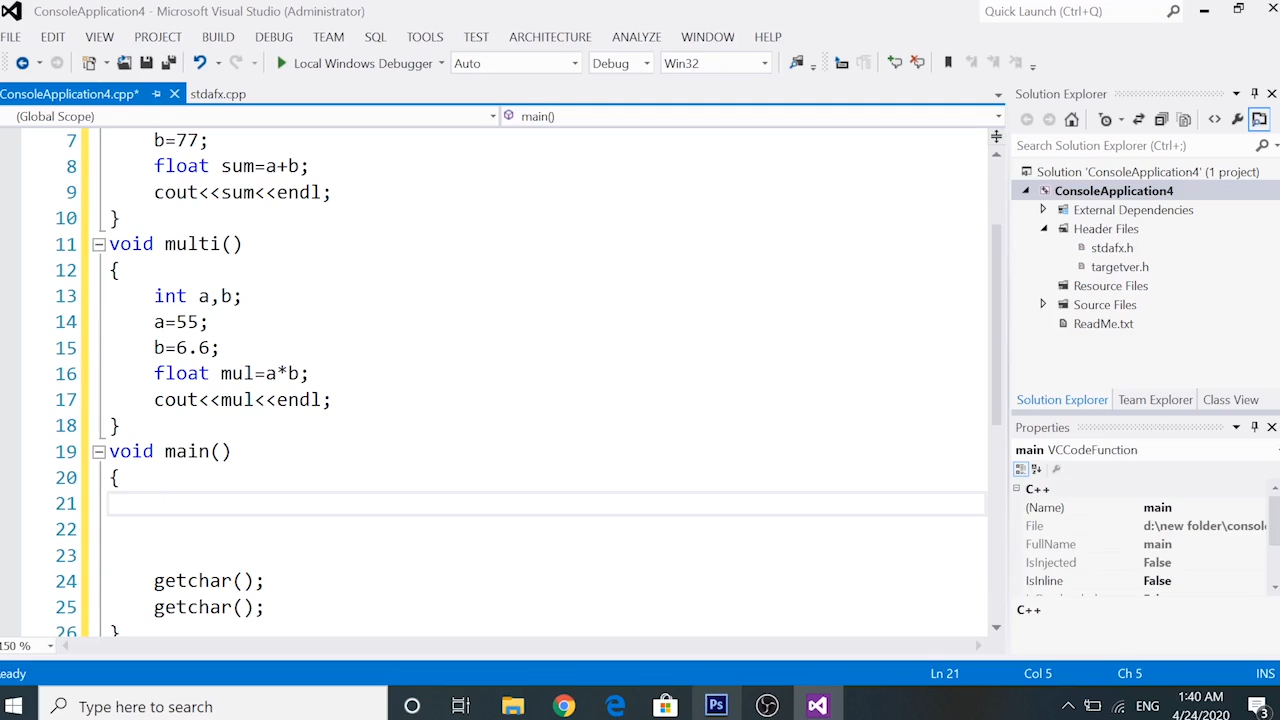 ConsoleApplication4 - Microsoft Visual Studio (Administrator)
Quick Launch (Ctrl+Q)
FILE EDIT VIEW PROJECT BUILD DEBUG TEAM SQL TOOLS TEST ARCHITECTURE ANALYZE WINDOW HELP
Local Windows Debugger Auto Debug Win32
ConsoleApplication4.cpp* stdafx.cpp
(Global Scope) main()
7 b=77;
8 float sum=a+b;
9 cout<<sum<<endl;
10 }
11 void multi()
12 {
13 int a,b;
14 a=55;
15 b=6.6;
16 float mul=a*b;
17 cout<<mul<<endl;
18 }
19 void main()
20 {
21
22
23
24 getchar();
25 getchar();
26 }
150 %
Solution Explorer
Search Solution Explorer (Ctrl+;)
Solution 'ConsoleApplication4' (1 project)
ConsoleApplication4
External Dependencies
Header Files
stdafx.h
targetver.h
Resource Files
Source Files
ReadMe.txt
Solution Explorer Team Explorer Class View
Properties
main VCCodeFunction
C++
(Name) main
File d:\new folder\consol
FullName main
IsInjected False
IsInline False
C++
eady Ln 21 Col 5 Ch 5 INS
Type here to search
Ps
ENG
1:40 AM
4/24/2020
3